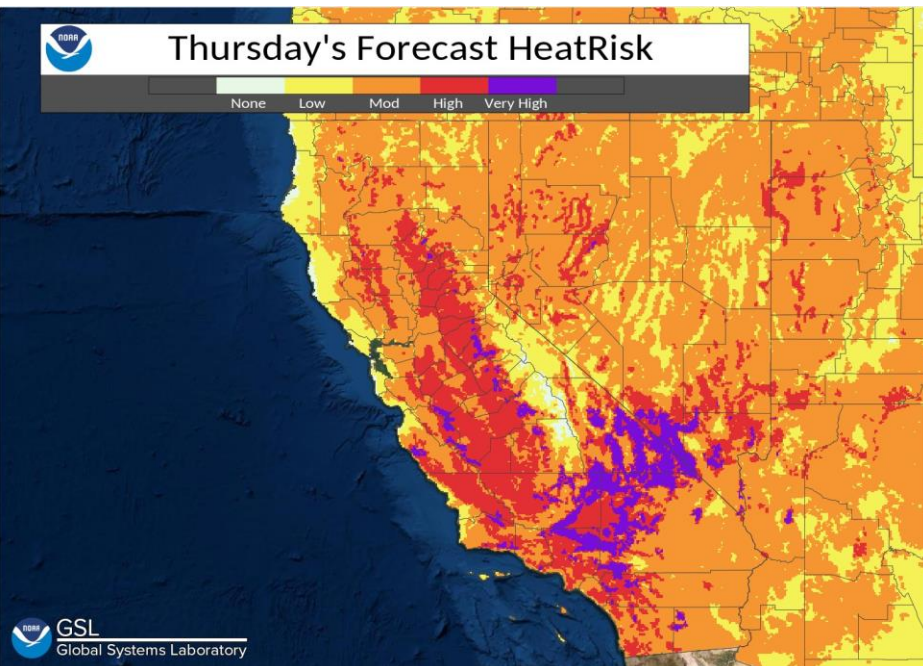 NOAA
Thursday's Forecast HeatRisk
None Low Mod High Very High
NOAA
GSL
Global Systems Laboratory